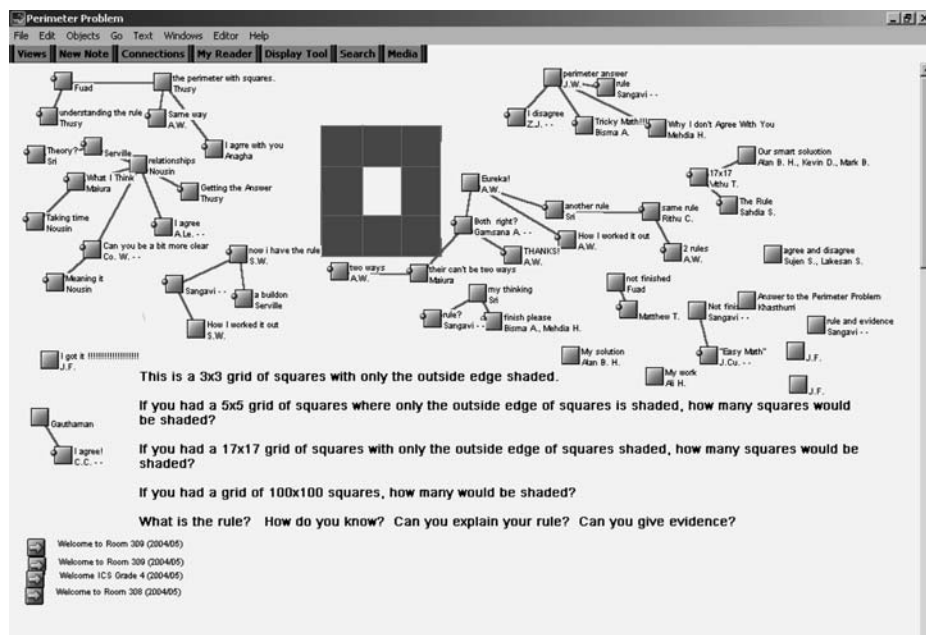 Perimeter Problem
File Edit Objects Go Text Windows Editor Help
Views New Note Connections My Reader Display Tool Search Media
Fuad
the perimeter with squares.
Thusy
understanding the rule
Thusy
Same way
A.W.
I agrre with you
Anagha
Theory?
Sri
Serville
relationships
Nousin
What I Think
Maiura
Getting the Answer
Thusy
Taking time
Nousin
I agree
A.Le. - -
Can you be a bit more clear
Co. W. - -
Meaning it
Nousin
now i have the rule
S.W.
Sangavi - -
a buildon
Serville
How I worked it out
S.W.
perimeter answer
J.W.
rule
Sangavi - -
I disagree
Z.J. - -
Tricky Math!!!
Bisma A.
Why I don't Agree With You
Mehdia H.
Our smart soluotion
Alan B. H., Kevin D., Mark B.
17x17
Mthu T.
The Rule
Sahdia S.
Eureka!
A.W.
another rule
Sri
same rule
Rithu C.
Both right?
Gamsana A. - -
How I worked it out
A.W.
THANKS!
A.W.
2 rules
A.W.
agree and disagree
Sujen S., Lakesan S.
two ways
A.W.
their can't be two ways
Maiura
my thinking
Sri
rule?
Sangavi - -
finish please
Bisma A., Mehdia H.
not finished
Fuad
Matthew T.
Not finis
Sangavi - -
Answer to the Perimeter Problem
Khasthuri
rule and evidence
Sangavi - -
"Easy Math"
J.Cu. - -
J.F.
My solution
Alan B. H.
My work
Ali H.
J.F.
I got it !!!!!!!!!!!!!!!!!!!!
J.F.
This is a 3x3 grid of squares with only the outside edge shaded.
If you had a 5x5 grid of squares where only the outside edge of squares is shaded, how many squares would
be shaded?
Gauthaman
I agree!
C.C. - -
If you had a 17x17 grid of squares with only the outside edge of squares shaded, how many squares would be
shaded?
If you had a grid of 100x100 squares, how many would be shaded?
What is the rule? How do you know? Can you explain your rule? Can you give evidence?
Welcome to Room 309 (2004/05)
Welcome to Room 309 (2004/05)
Welcome ICS Grade 4 (2004/05)
Welcome to Room 308 (2004/05)